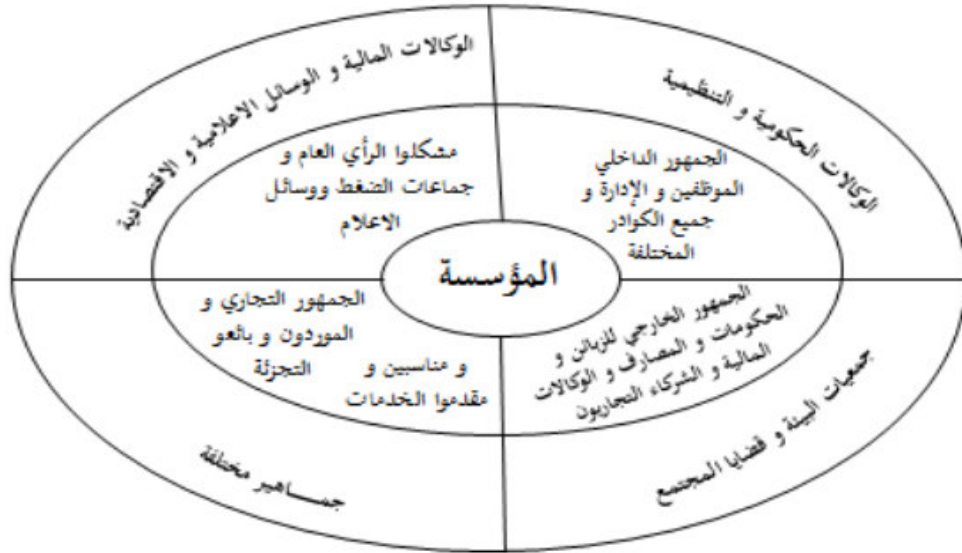 الوكالات المالية و الوسائل الاعلامية و الاقتصادية
الوكالات الحكومية و التنظيمية
مشكلوا الرأي العام و
جماعات التضغط ووسائل
الاعلام
الجمهور الداخلي
الموظفين و الإدارة و
جميع الكوادر
المختلفة
المؤسسة
الجمهور التجاري و
الموردون و بائعو
التجزئة
و مناسبين و
مقدموا الخدمات
الجمهور الخارجي للزبائن و
الحكومات و المصارف و الوكالات
المالية و الشركاء التجاريون
جمـــاهير مختلفة
جمعيات البيئة و قضايا المجتمع